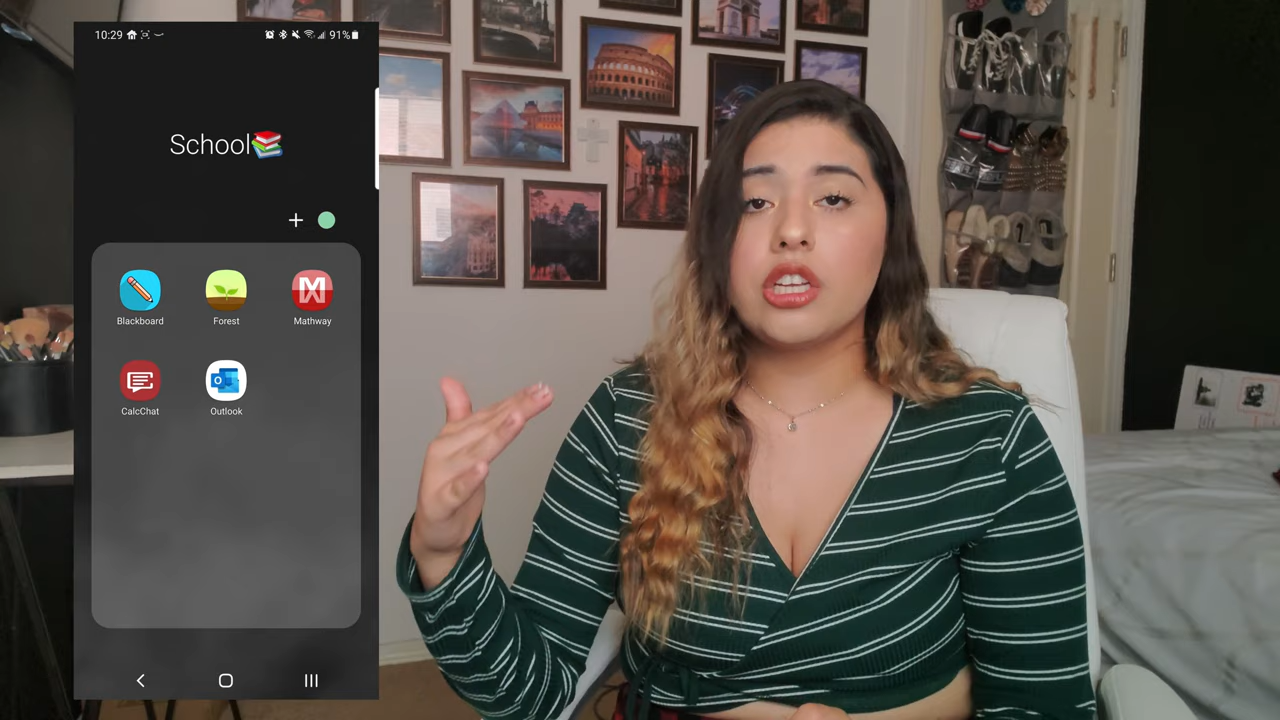 10:29
91%
School📚
+
Blackboard
Forest
Mathway
CalcChat
Outlook